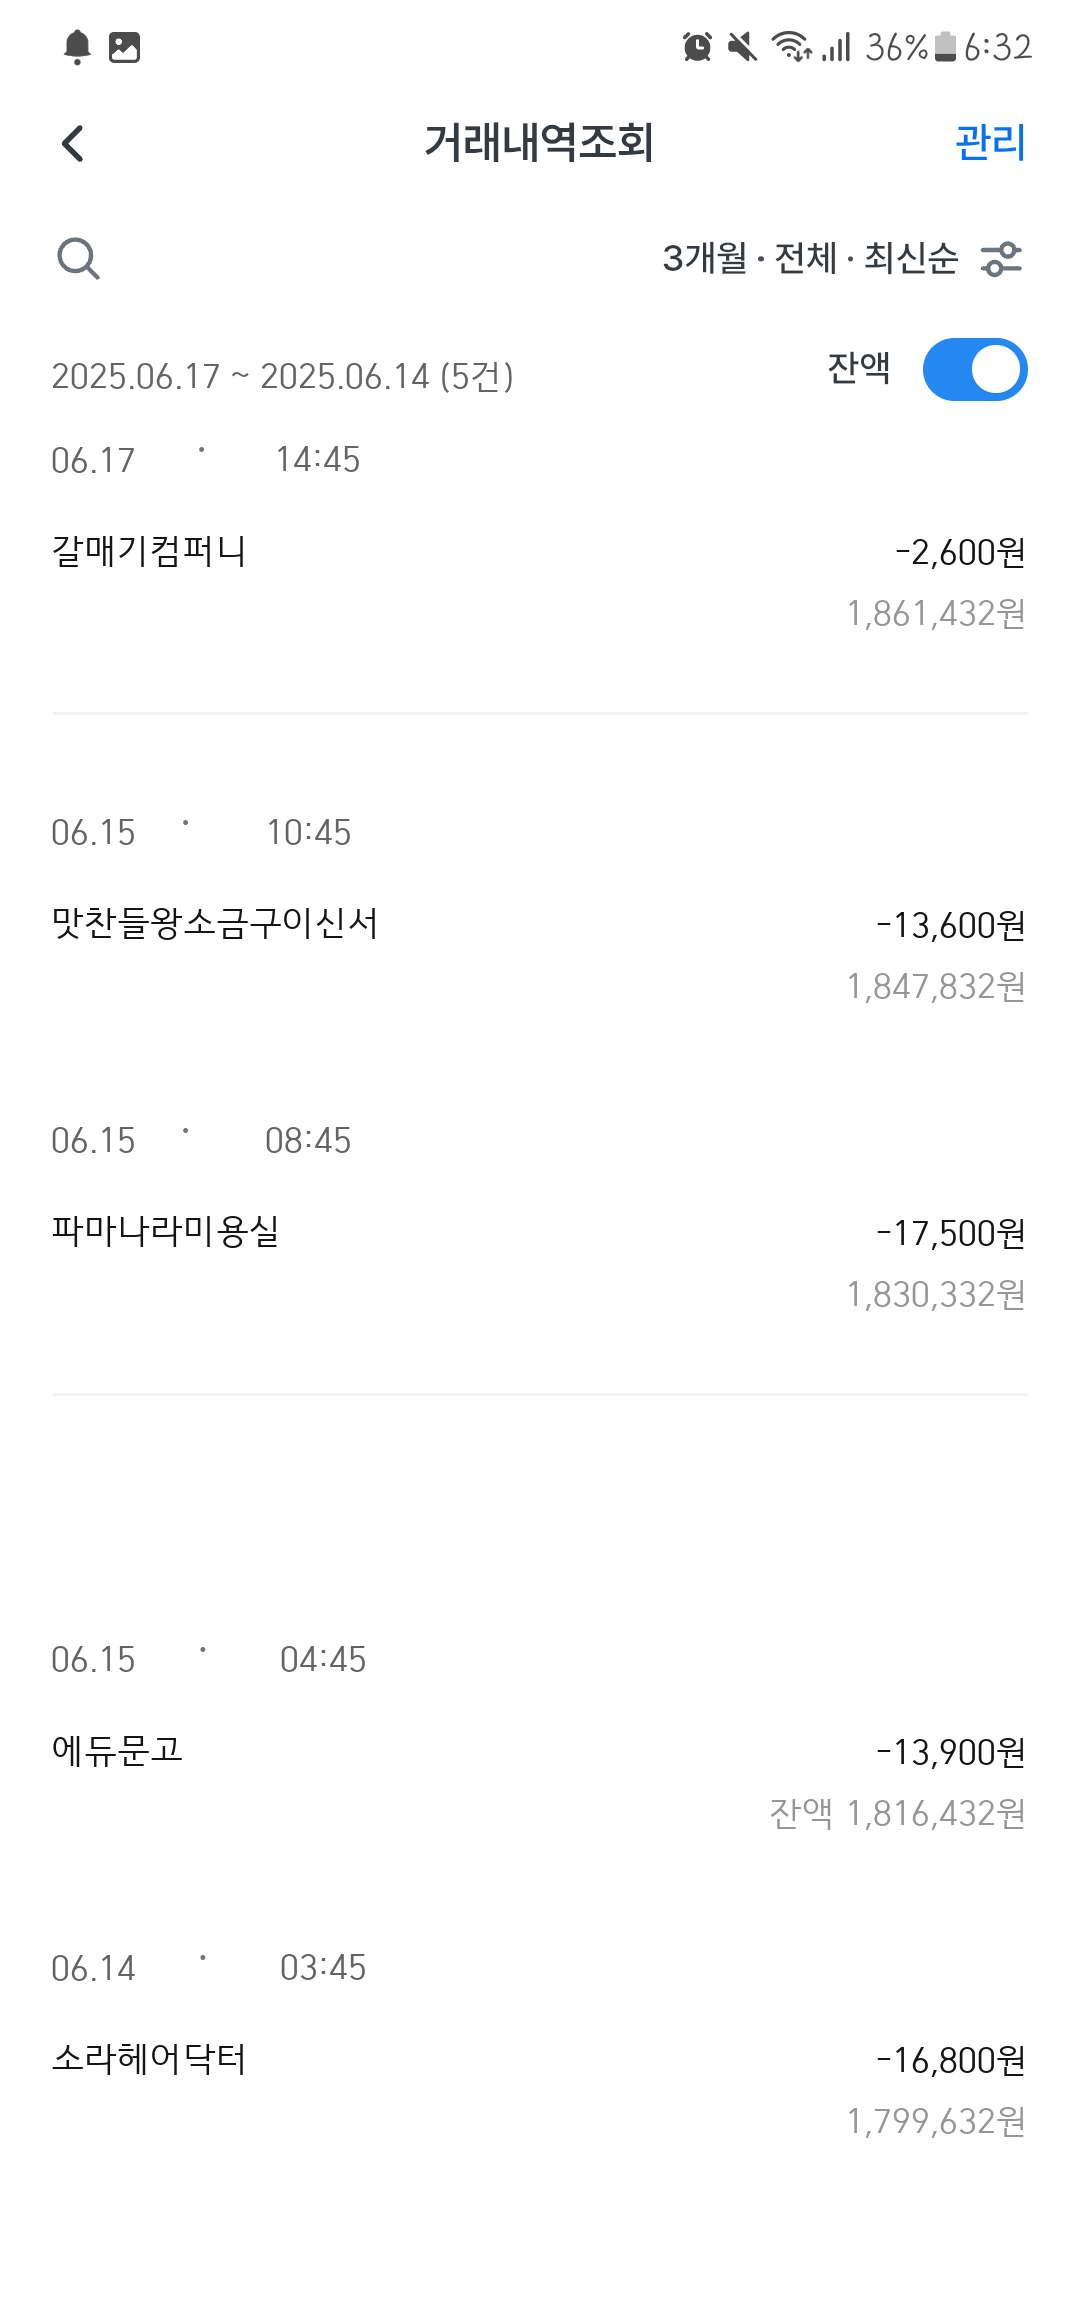 36% 6:32
거래내역조회 관리
3개월 · 전체 · 최신순
2025.06.17 ~ 2025.06.14 (5건) 잔액
06.17 · 14:45
갈매기컴퍼니 -2,600원
1,861,432원
06.15 · 10:45
맛찬들왕소금구이신서 -13,600원
1,847,832원
06.15 · 08:45
파마나라미용실 -17,500원
1,830,332원
06.15 · 04:45
에듀문고 -13,900원
잔액 1,816,432원
06.14 · 03:45
소라헤어닥터 -16,800원
1,799,632원